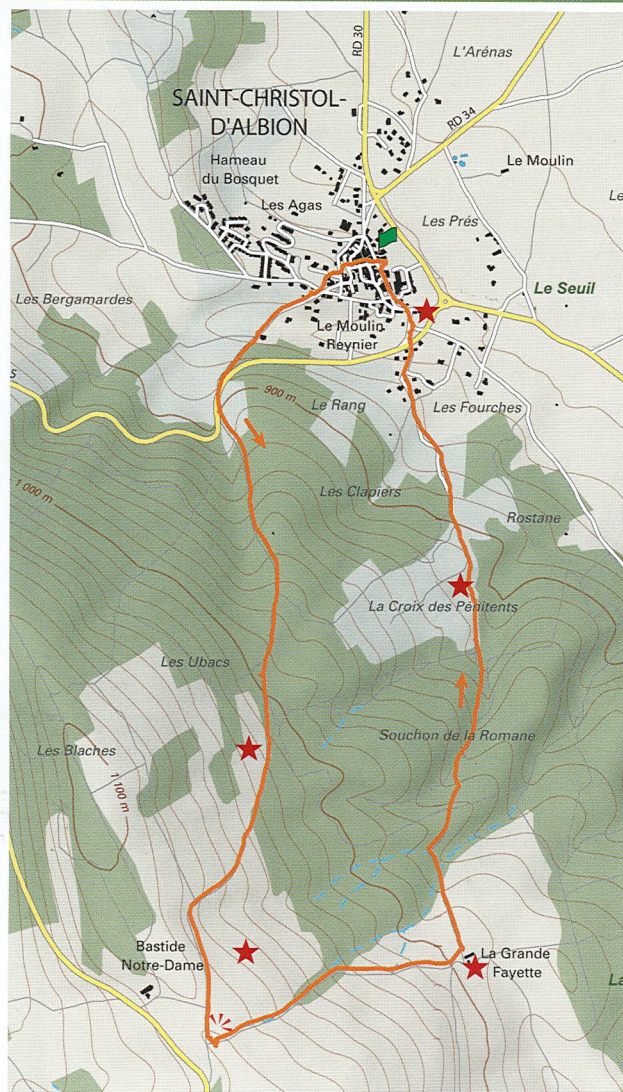 RD 30
L'Arénas
SAINT-CHRISTOL-
D'ALBION
RD 34
Hameau
du Bosquet
Le Moulin
Les Agas
Les Prés
Le
Le Seuil
Les Bergamardes
Le Moulin
Reynier
S
900 m
Le Rang
Les Fourches
1 000 m
Les Clapiers
Rostane
La Croix des Pénitents
Les Ubacs
Souchon de la Romane
Les Blaches
1 100 m
Bastide
Notre-Dame
La Grande
Fayette
La